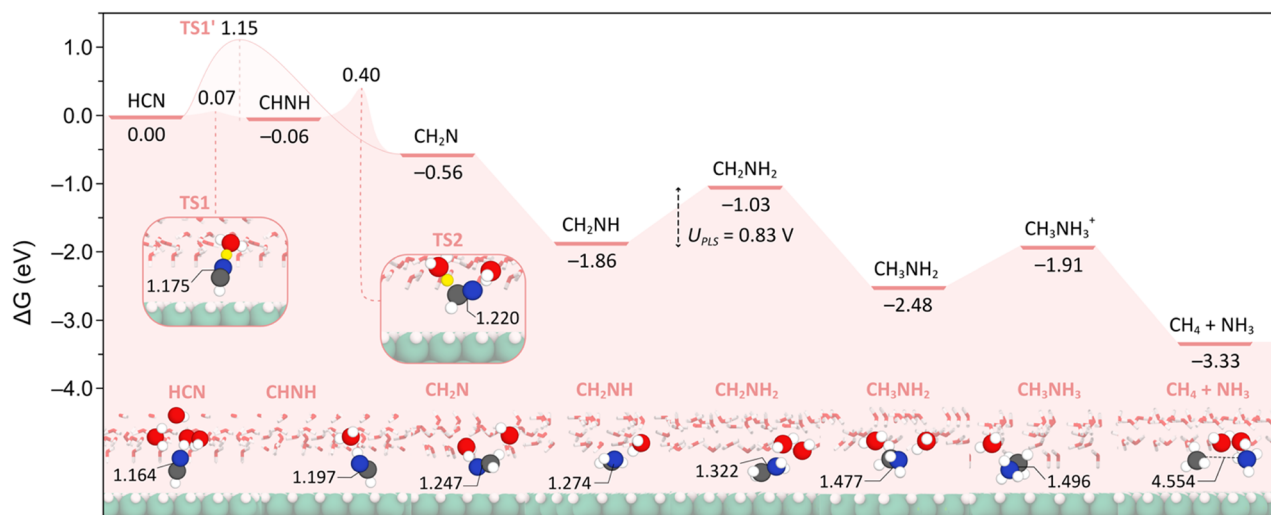 TS1' 1.15
1.0
0.40
0.07
HCN
CHNH
0.0
0.00
−0.06
CH2N
−0.56
−1.0
CH2NH2
−1.03
TS1
CH2NH
−1.86
UPLS = 0.83 V
CH3NH3+
−1.91
−2.0
TS2
CH3NH2
−2.48
1.175
1.220
−3.0
CH4 + NH3
−3.33
−4.0
ΔG (eV)
HCN CHNH CH2N CH2NH CH2NH2 CH3NH2 CH3NH3 CH4 + NH3
1.164 1.197 1.247 1.274 1.322 1.477 1.496 4.554